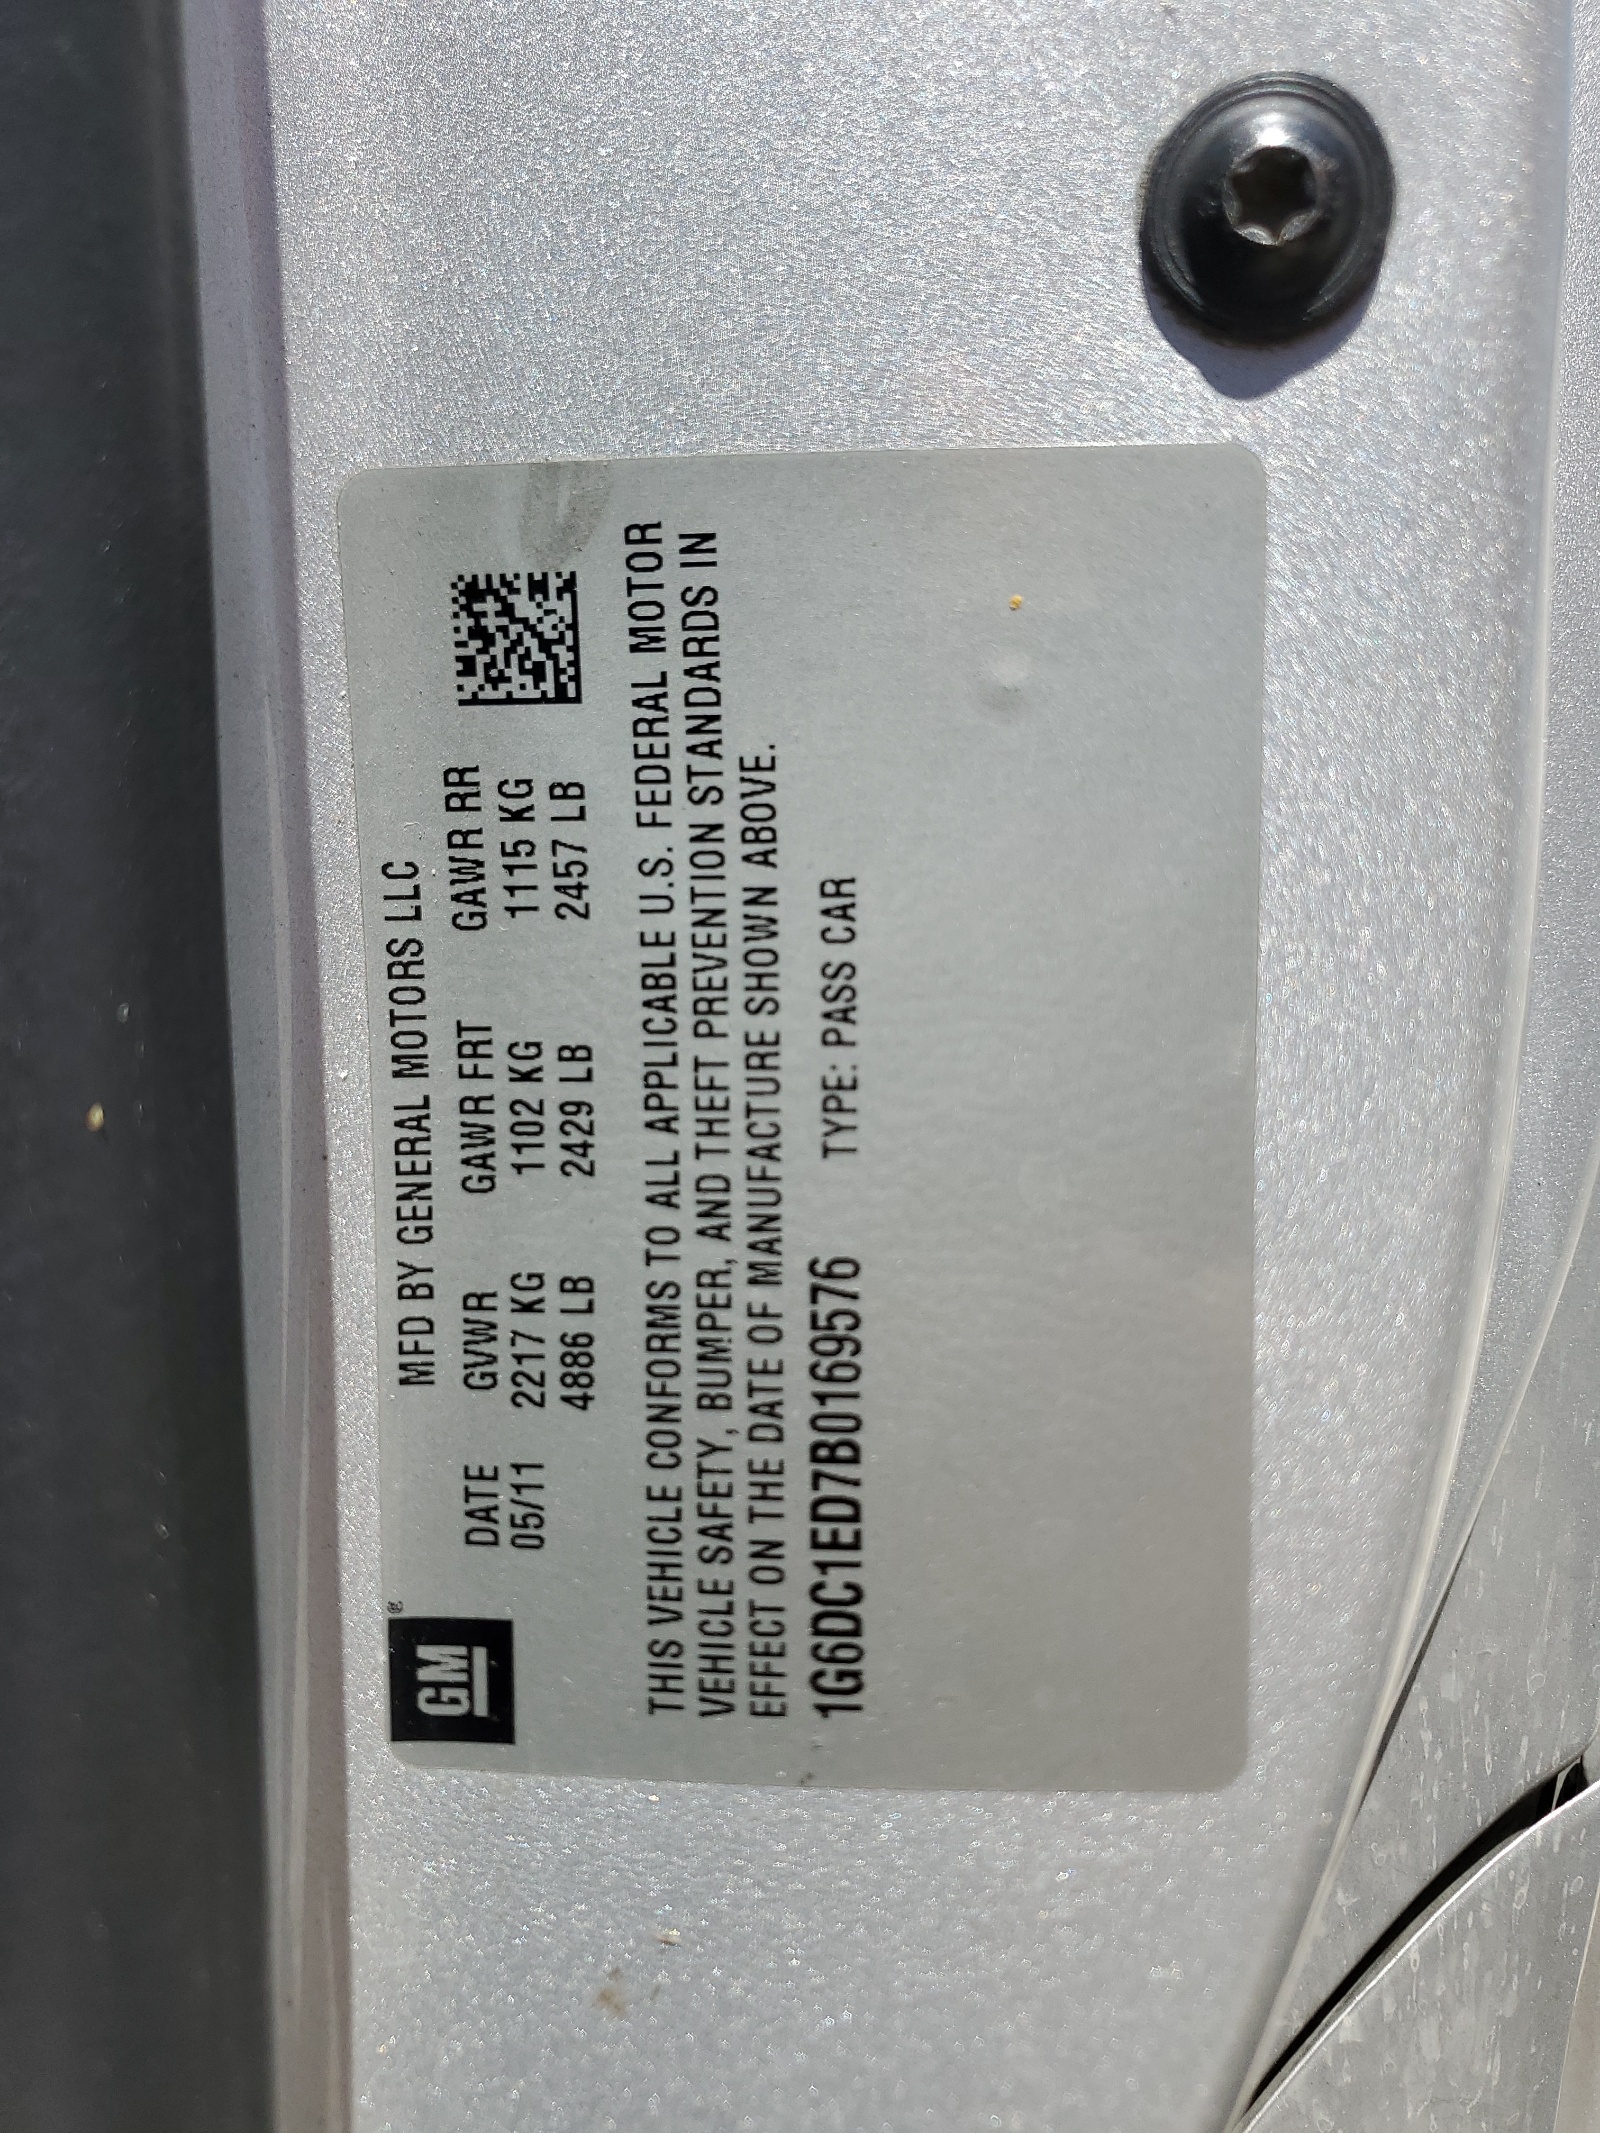 GM®
MFD BY GENERAL MOTORS LLC
DATE GVWR GAWR FRT GAWR RR
05/11 2217 KG 1102 KG 1115 KG
4886 LB 2429 LB 2457 LB
THIS VEHICLE CONFORMS TO ALL APPLICABLE U.S. FEDERAL MOTOR
VEHICLE SAFETY, BUMPER, AND THEFT PREVENTION STANDARDS IN
EFFECT ON THE DATE OF MANUFACTURE SHOWN ABOVE.
1G6DC1ED7B0169576 TYPE: PASS CAR